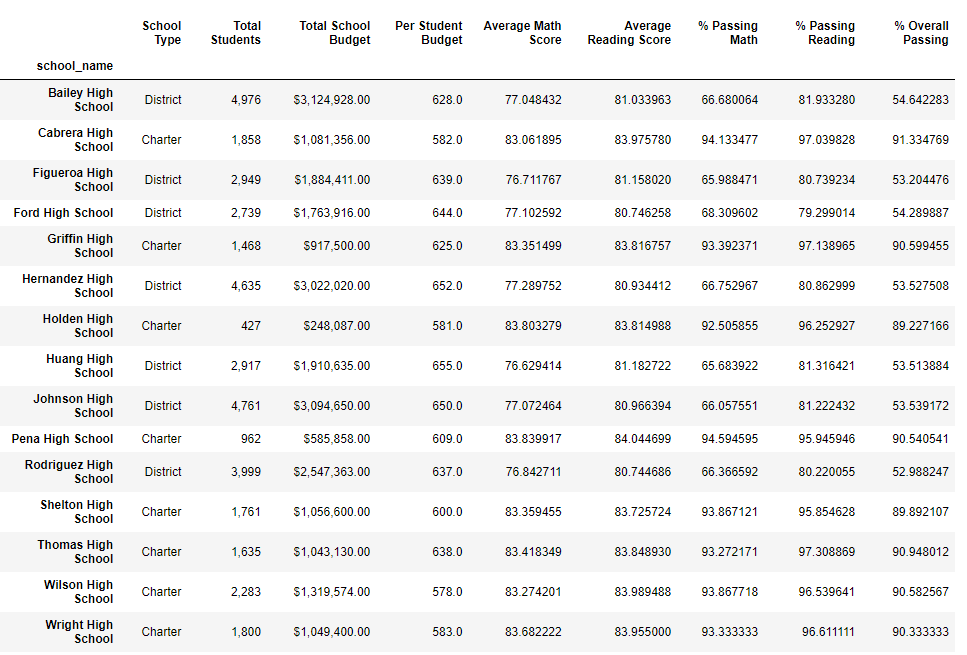 School Type Total Students Total School Budget Per Student Budget Average Math Score Average Reading Score % Passing Math % Passing Reading % Overall Passing
school_name
Bailey High School District 4,976 $3,124,928.00 628.0 77.048432 81.033963 66.680064 81.933280 54.642283
Cabrera High School Charter 1,858 $1,081,356.00 582.0 83.061895 83.975780 94.133477 97.039828 91.334769
Figueroa High School District 2,949 $1,884,411.00 639.0 76.711767 81.158020 65.988471 80.739234 53.204476
Ford High School District 2,739 $1,763,916.00 644.0 77.102592 80.746258 68.309602 79.299014 54.289887
Griffin High School Charter 1,468 $917,500.00 625.0 83.351499 83.816757 93.392371 97.138965 90.599455
Hernandez High School District 4,635 $3,022,020.00 652.0 77.289752 80.934412 66.752967 80.862999 53.527508
Holden High School Charter 427 $248,087.00 581.0 83.803279 83.814988 92.505855 96.252927 89.227166
Huang High School District 2,917 $1,910,635.00 655.0 76.629414 81.182722 65.683922 81.316421 53.513884
Johnson High School District 4,761 $3,094,650.00 650.0 77.072464 80.966394 66.057551 81.222432 53.539172
Pena High School Charter 962 $585,858.00 609.0 83.839917 84.044699 94.594595 95.945946 90.540541
Rodriguez High School District 3,999 $2,547,363.00 637.0 76.842711 80.744686 66.366592 80.220055 52.988247
Shelton High School Charter 1,761 $1,056,600.00 600.0 83.359455 83.725724 93.867121 95.854628 89.892107
Thomas High School Charter 1,635 $1,043,130.00 638.0 83.418349 83.848930 93.272171 97.308869 90.948012
Wilson High School Charter 2,283 $1,319,574.00 578.0 83.274201 83.989488 93.867718 96.539641 90.582567
Wright High School Charter 1,800 $1,049,400.00 583.0 83.682222 83.955000 93.333333 96.611111 90.333333